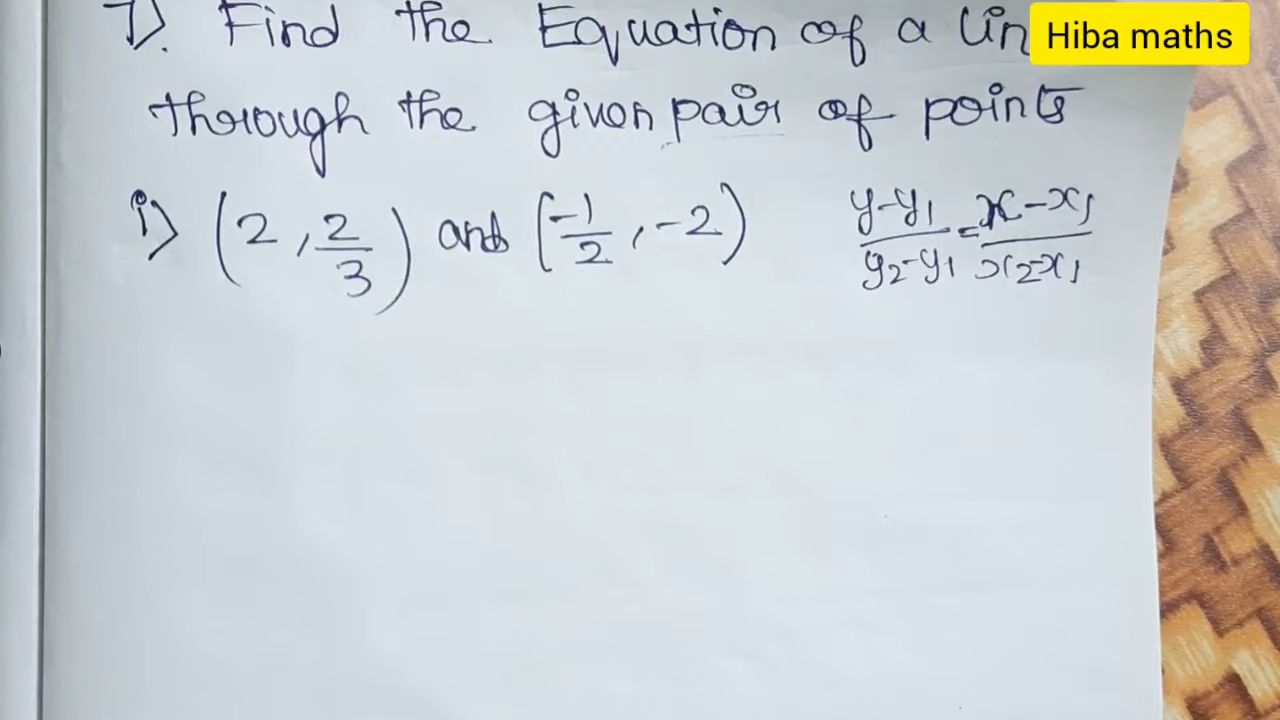 7). Find the Equation of a Lin
Hiba maths
through the given pair of points
i) (2, 2/3) and (-1/2, -2) y-y1/y2-y1 = x-x1/x2-x1